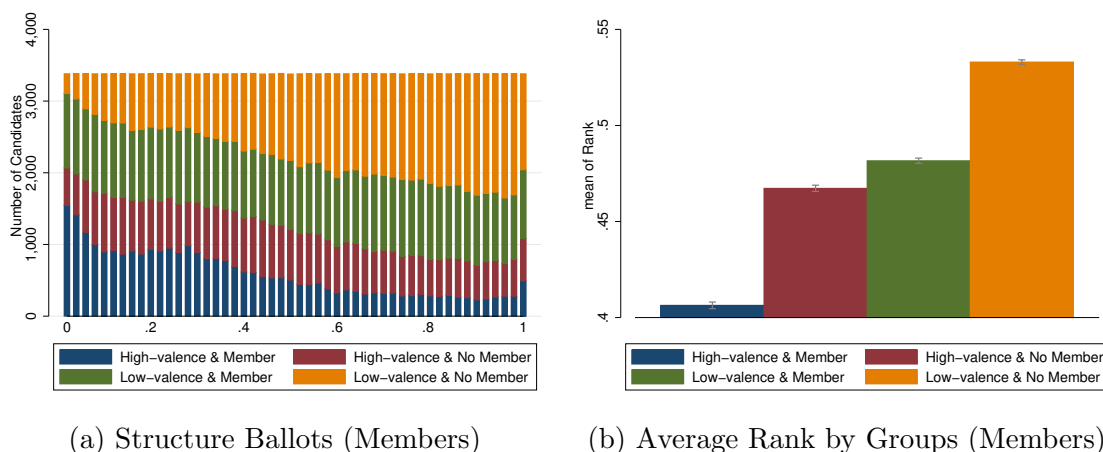 4,000
3,000
2,000
1,000
0
Number of Candidates
0 .2 .4 .6 .8 1
High−valence & Member High−valence & No Member
Low−valence & Member Low−valence & No Member
(a) Structure Ballots (Members)
.55
.5
.45
.4
mean of Rank
High−valence & Member High−valence & No Member
Low−valence & Member Low−valence & No Member
(b) Average Rank by Groups (Members)